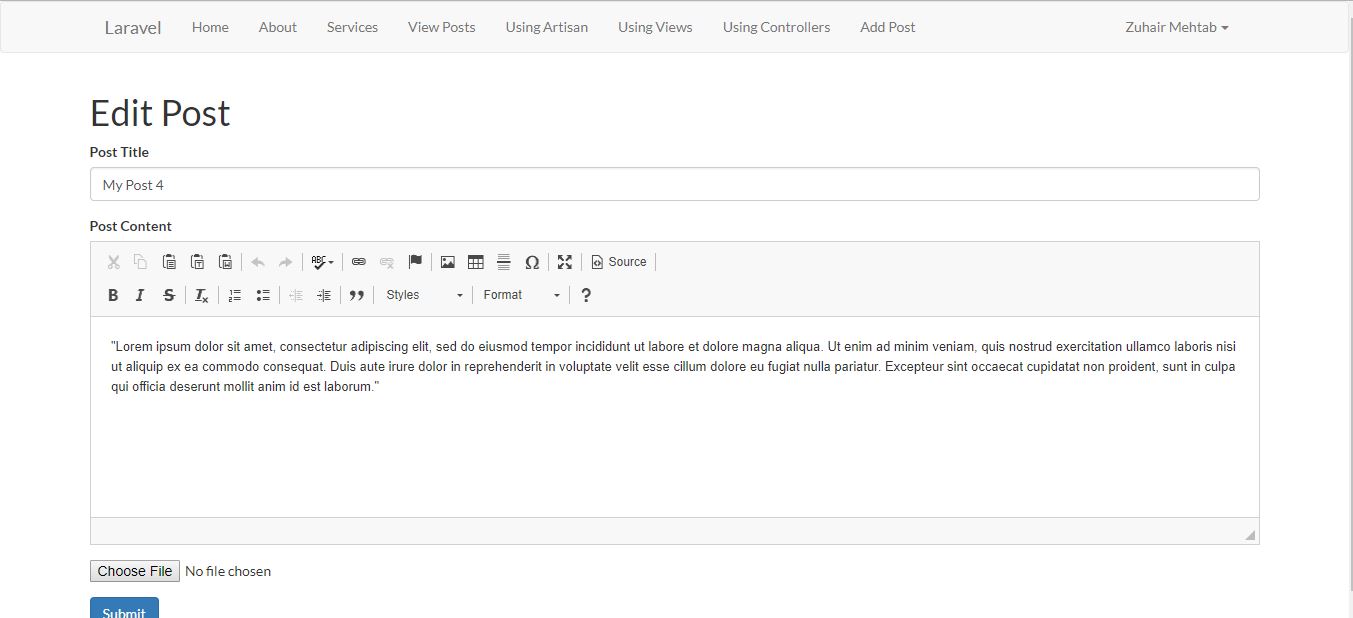 Laravel Home About Services View Posts Using Artisan Using Views Using Controllers Add Post Zuhair Mehtab
Edit Post
Post Title
My Post 4
Post Content
ABC Ω Source
B I S Tx Styles Format ?
"Lorem ipsum dolor sit amet, consectetur adipiscing elit, sed do eiusmod tempor incididunt ut labore et dolore magna aliqua. Ut enim ad minim veniam, quis nostrud exercitation ullamco laboris nisi
ut aliquip ex ea commodo consequat. Duis aute irure dolor in reprehenderit in voluptate velit esse cillum dolore eu fugiat nulla pariatur. Excepteur sint occaecat cupidatat non proident, sunt in culpa
qui officia deserunt mollit anim id est laborum."
Choose File No file chosen
Submit